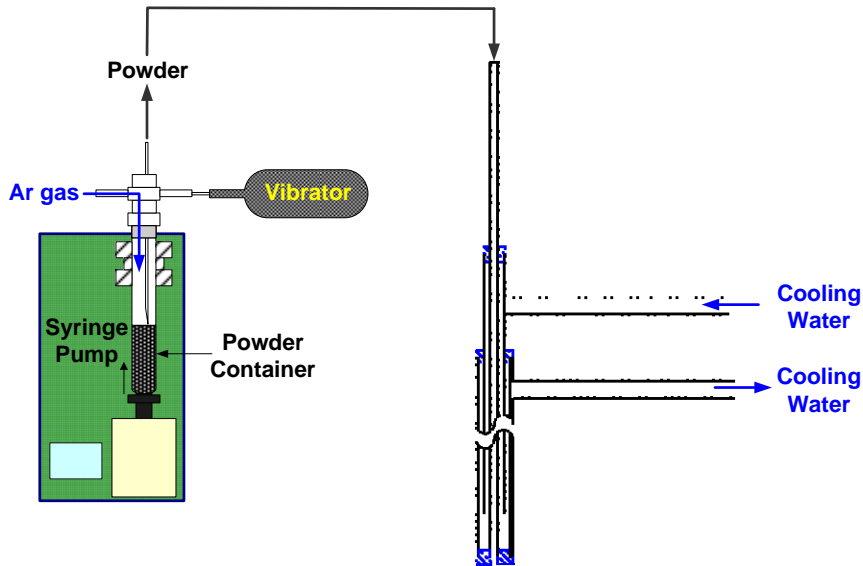 Powder
Ar gas
Vibrator
Syringe
Pump
Powder
Container
Cooling
Water
Cooling
Water